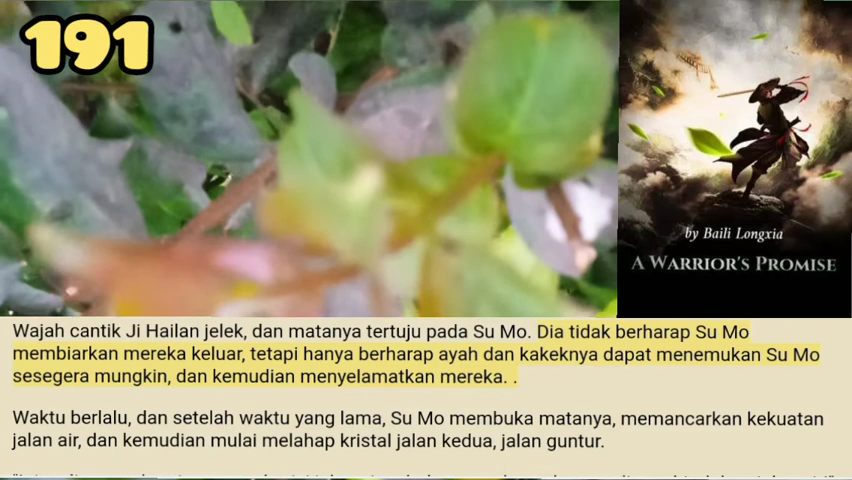 191
by Baili Longxia
A WARRIOR'S PROMISE
Wajah cantik Ji Hailan jelek, dan matanya tertuju pada Su Mo. Dia tidak berharap Su Mo
membiarkan mereka keluar, tetapi hanya berharap ayah dan kakeknya dapat menemukan Su Mo
sesegera mungkin, dan kemudian menyelamatkan mereka. .
Waktu berlalu, dan setelah waktu yang lama, Su Mo membuka matanya, memancarkan kekuatan
jalan air, dan kemudian mulai melahap kristal jalan kedua, jalan guntur.